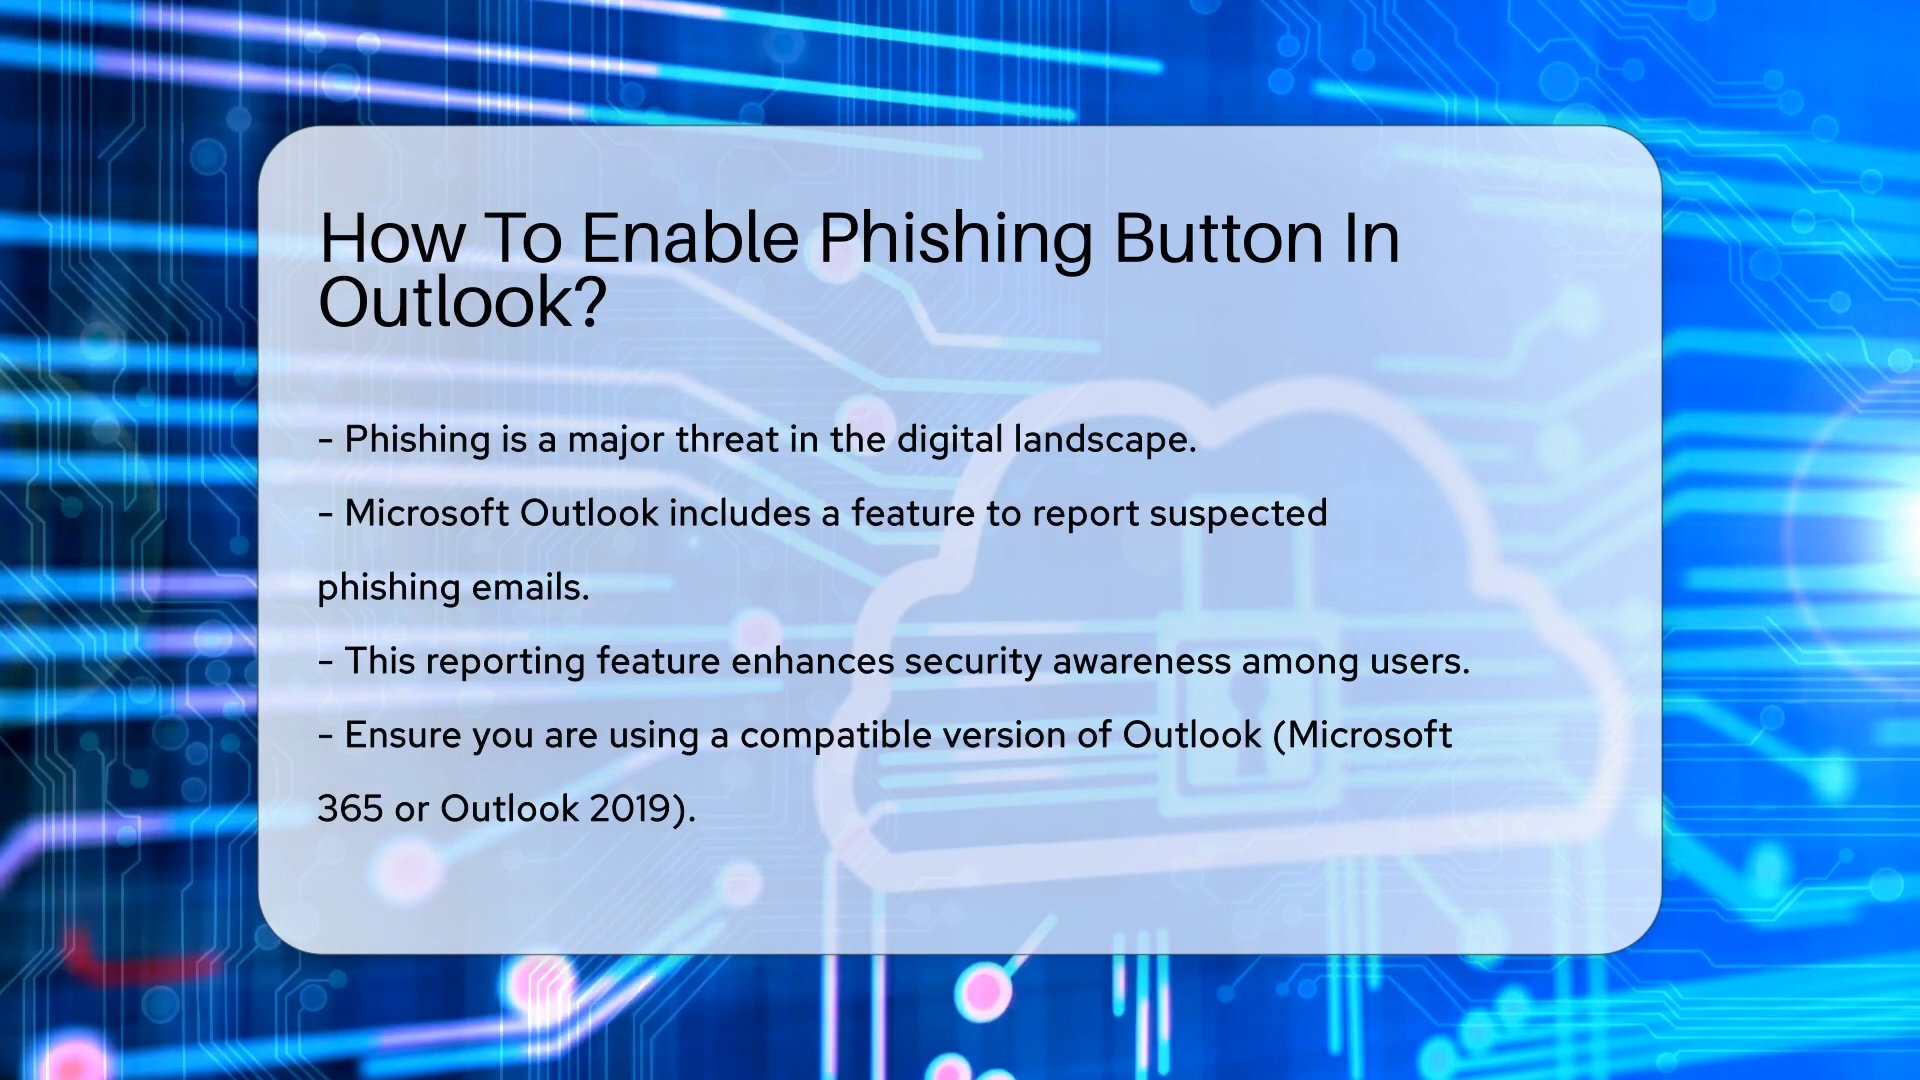 How To Enable Phishing Button In
Outlook?
- Phishing is a major threat in the digital landscape.
- Microsoft Outlook includes a feature to report suspected
phishing emails.
- This reporting feature enhances security awareness among users.
- Ensure you are using a compatible version of Outlook (Microsoft
365 or Outlook 2019).